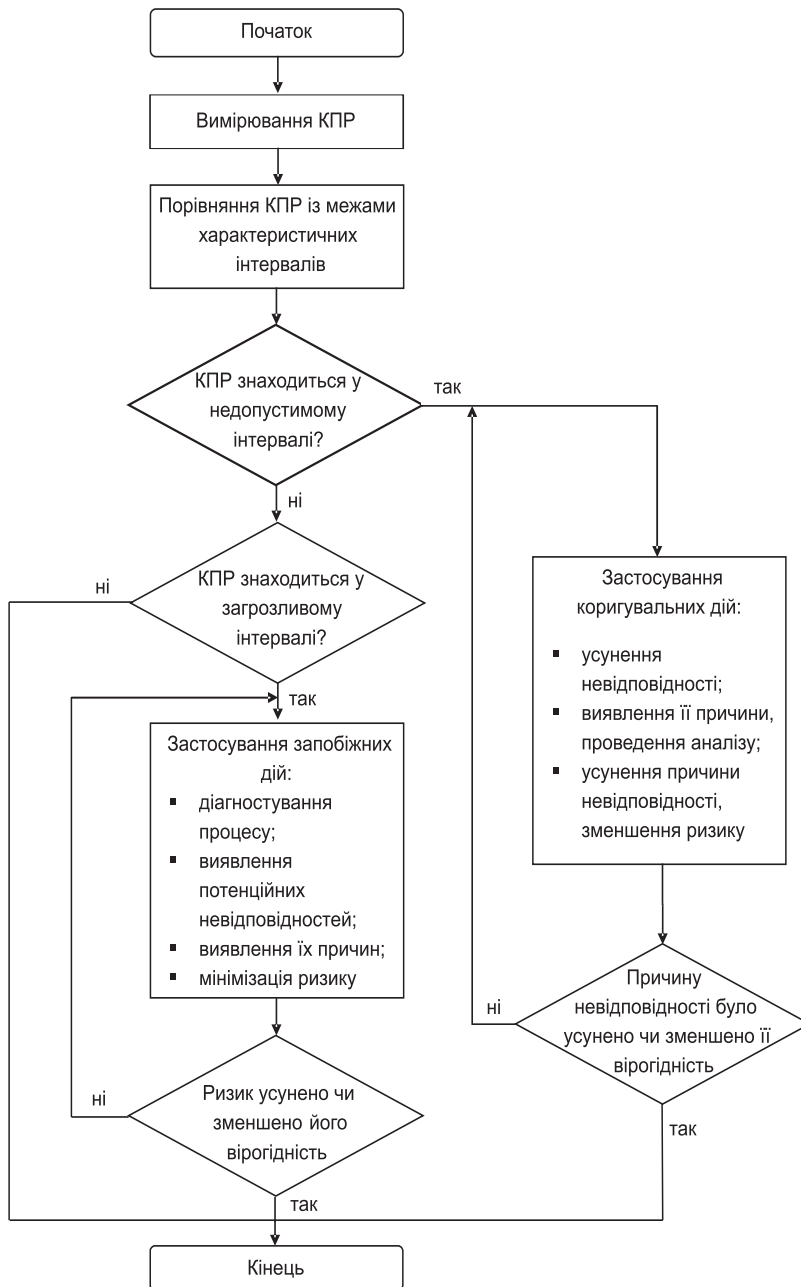 Початок
Вимірювання КПР
Порівняння КПР із межами
характеристичних
інтервалів
КПР знаходиться у
недопустимого
інтервалі?
так
ні
КПР знаходиться у
загрозливого
інтервалі?
ні
так
Застосування запобіжних
дій:
▪ діагностування
процесу;
▪ виявлення
потенційних
невідповідностей;
▪ виявлення їх причин;
▪ мінімізація ризику
Застосування
коригувальних дій:
▪ усунення
невідповідності;
▪ виявлення її причини,
проведення аналізу;
▪ усунення причини
невідповідності,
зменшення ризику
Причину
невідповідності було
усунено чи зменшено її
вірогідність
ні
так
Ризик усунено чи
зменшено його
вірогідність
ні
так
Кінець